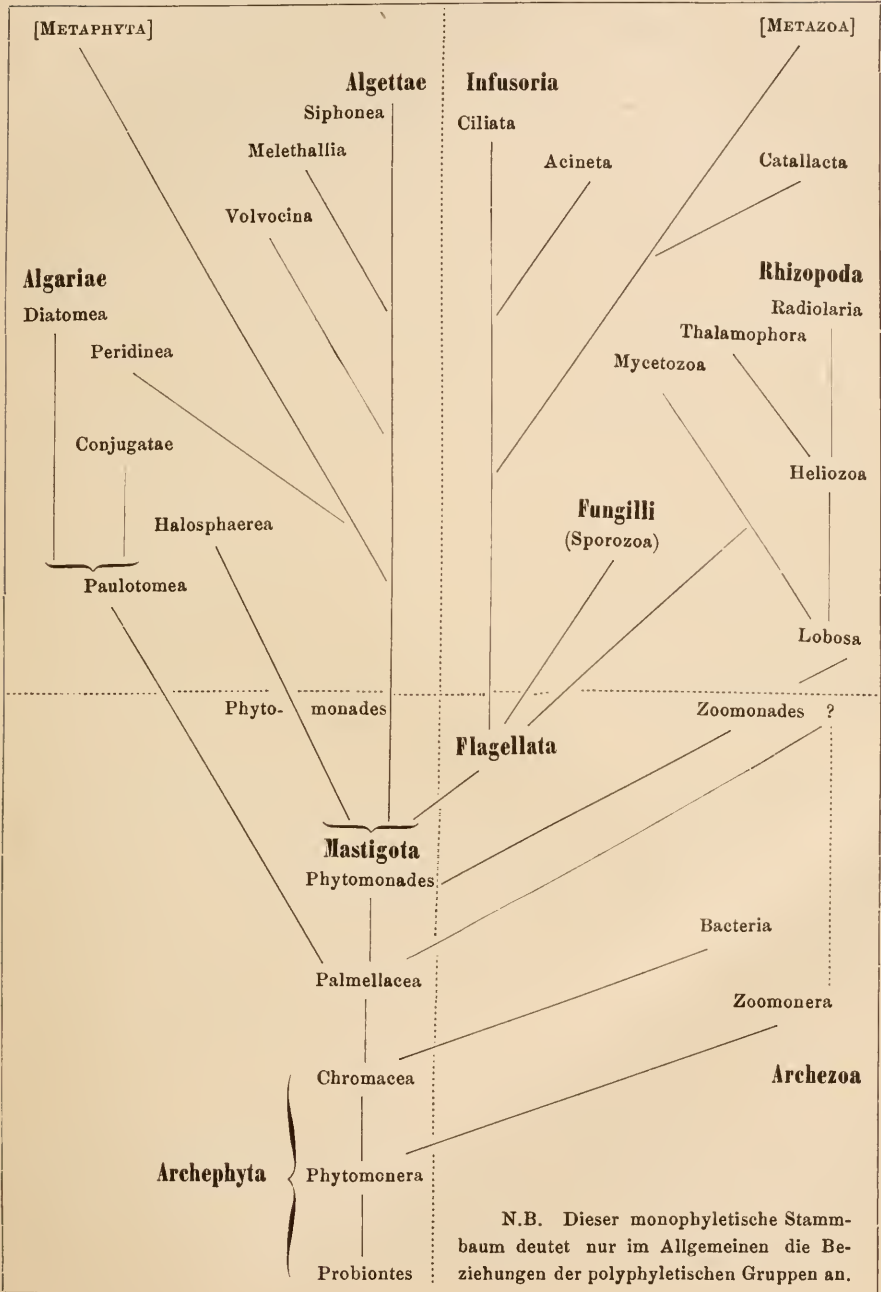 [METAPHYTA]
[METAZOA]
Algettae
Infusoria
Siphonea
Ciliata
Melethallia
Acineta
Catallacta
Volvocina
Algariae
Rhizopoda
Diatomea
Radiolaria
Thalamophora
Peridinea
Mycetozoa
Conjugatae
Heliozoa
Fungilli
Halosphaerea
(Sporozoa)
Paulotomea
Lobosa
Phyto- monades
Zoomonades ?
Flagellata
Mastigota
Phytomonades
Bacteria
Palmellacea
Zoomonera
Chromacea
Archezoa
Archephyta
Phytomonera
Probiontes
N.B. Dieser monophyletische Stamm-
baum deutet nur im Allgemeinen die Be-
ziehungen der polyphyletischen Gruppen an.